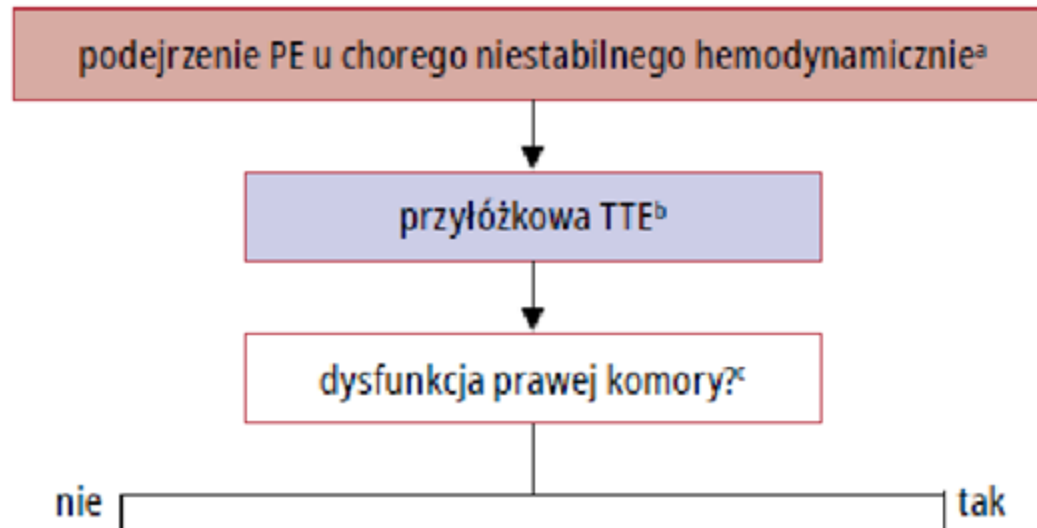 podejrzenie PE u chorego niestabilnego hemodynamicznieᵃ
przyłóżkowa TTEᵇ
dysfunkcja prawej komory?ᶜ
nie
tak